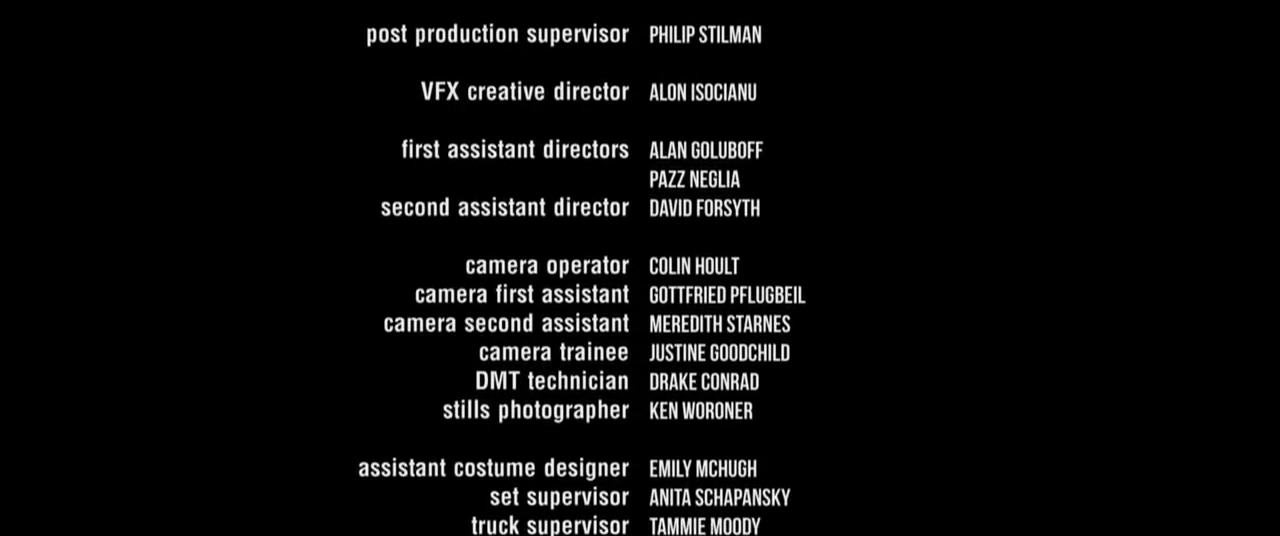 post production supervisor PHILIP STILMAN
VFX creative director ALON ISOCIANU
first assistant directors ALAN GOLUBOFF
PAZZ NEGLIA
second assistant director DAVID FORSYTH
camera operator COLIN HOULT
camera first assistant GOTTFRIED PFLUGBEIL
camera second assistant MEREDITH STARNES
camera trainee JUSTINE GOODCHILD
DMT technician DRAKE CONRAD
stills photographer KEN WORONER
assistant costume designer EMILY MCHUGH
set supervisor ANITA SCHAPANSKY
truck supervisor TAMMIE MOODY